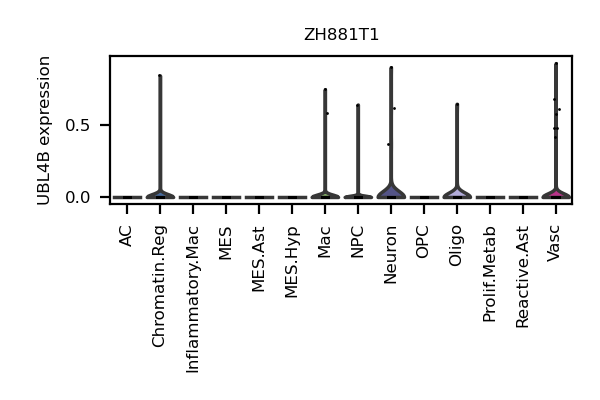 ZH881T1
UBL4B expression
0.5
0.0
AC
Chromatin.Reg
Inflammatory.Mac
MES
MES.Ast
MES.Hyp
Mac
NPC
Neuron
OPC
Oligo
Prolif.Metab
Reactive.Ast
Vasc